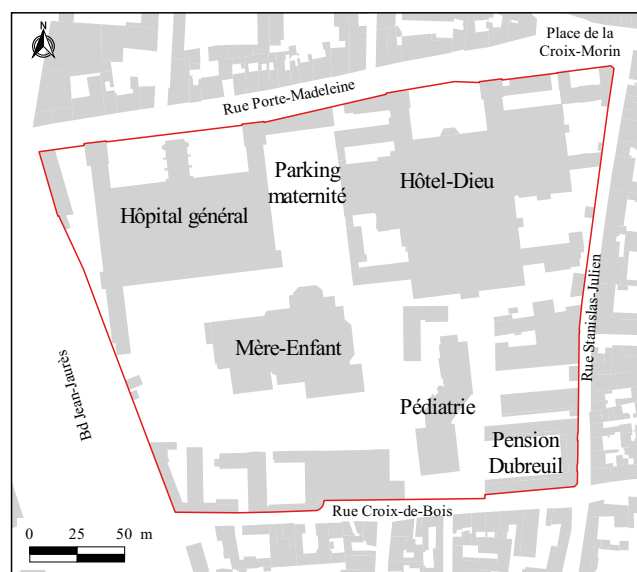 N
Place de la
Croix-Morin
Rue Porte-Madeleine
Parking
maternité
Hôtel-Dieu
Hôpital général
Rue Stanislas-Julien
Mère-Enfant
Bd Jean-Jaurès
Pédiatrie
Pension
Dubreuil
Rue Croix-de-Bois
0 25 50 m